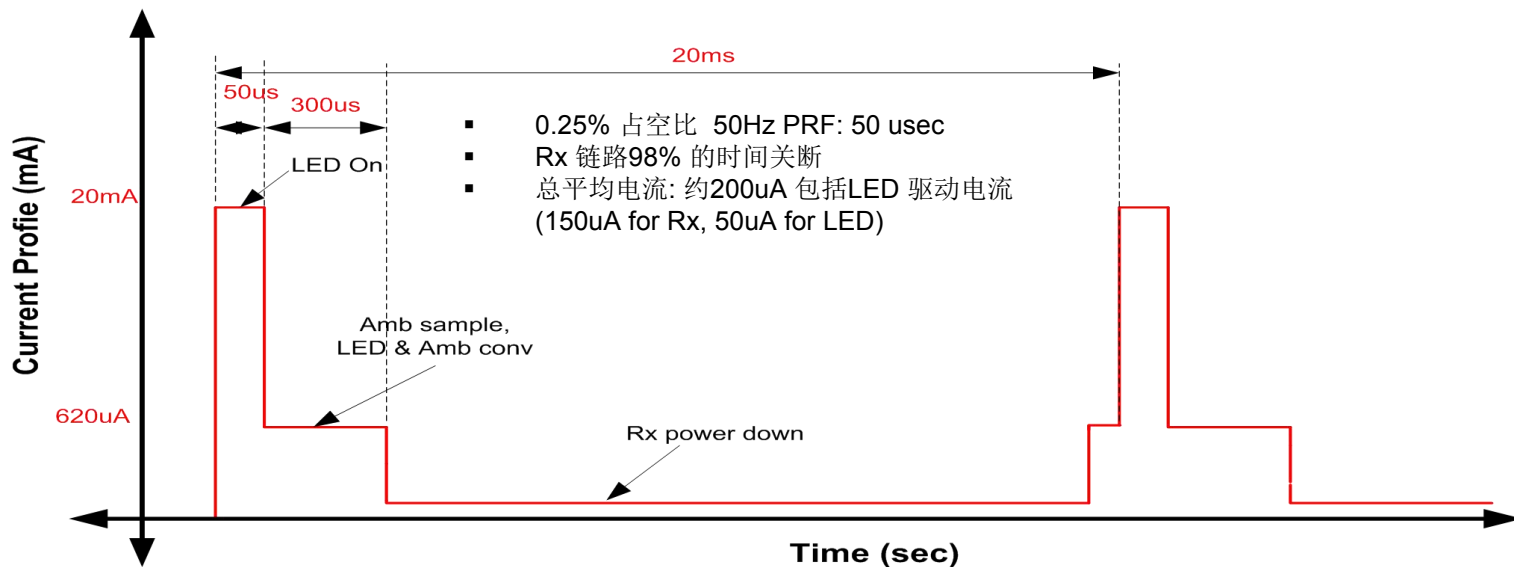 20ms
50us
300us
▪ 0.25% 占空比 50Hz PRF: 50 usec
▪ Rx 链路98% 的时间关断
▪ 总平均电流: 约200uA 包括LED 驱动电流
(150uA for Rx, 50uA for LED)
LED On
20mA
Current Profie (mA)
Amb sample,
LED & Amb conv
620uA
Rx power down
Time (sec)